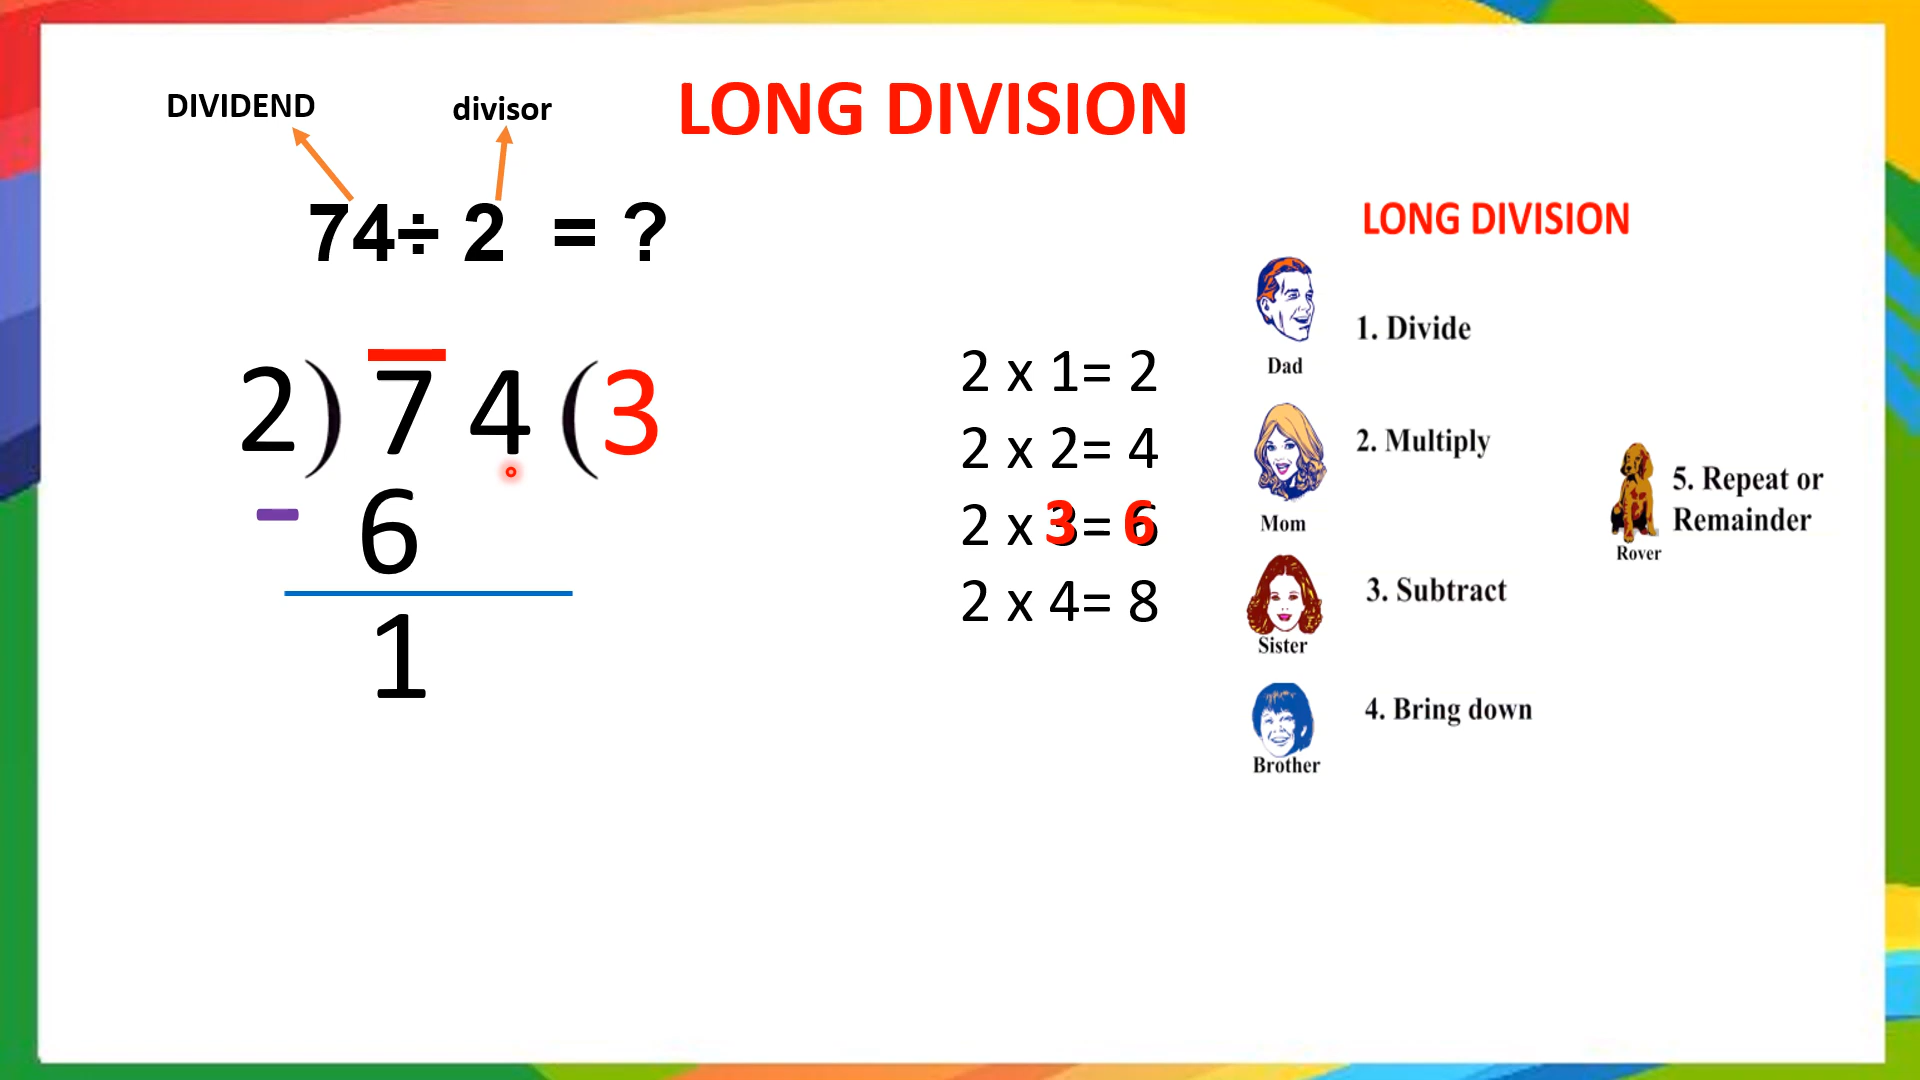 LONG DIVISION
DIVIDEND
divisor
74÷ 2 = ?
2) 7 4 (3
- 6
1
2 x 1= 2
2 x 2= 4
2 x 3= 6
2 x 4= 8
LONG DIVISION
Dad
1. Divide
Mom
2. Multiply
Sister
3. Subtract
Brother
4. Bring down
Rover
5. Repeat or
Remainder